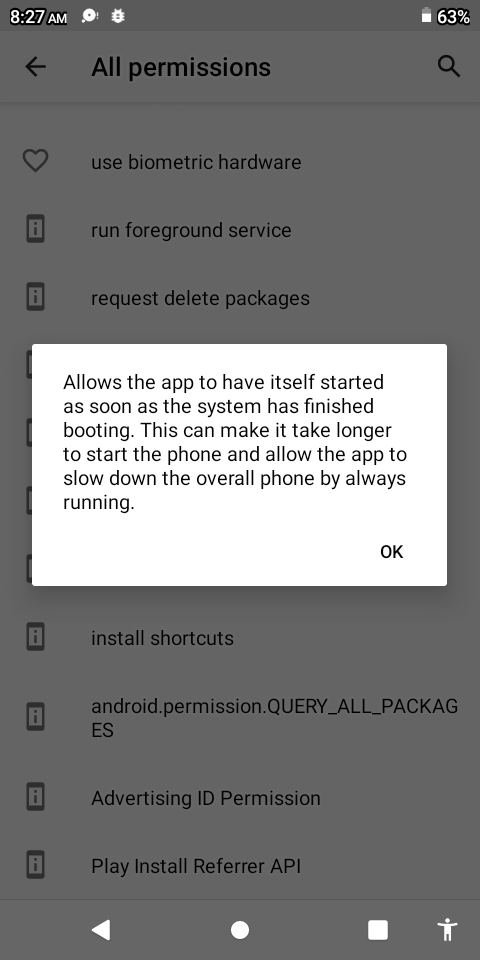 8:27 AM
63%
All permissions
use biometric hardware
run foreground service
request delete packages
Allows the app to have itself started
as soon as the system has finished
booting. This can make it take longer
to start the phone and allow the app to
slow down the overall phone by always
running.
OK
install shortcuts
android.permission.QUERY_ALL_PACKAG
ES
Advertising ID Permission
Play Install Referrer API